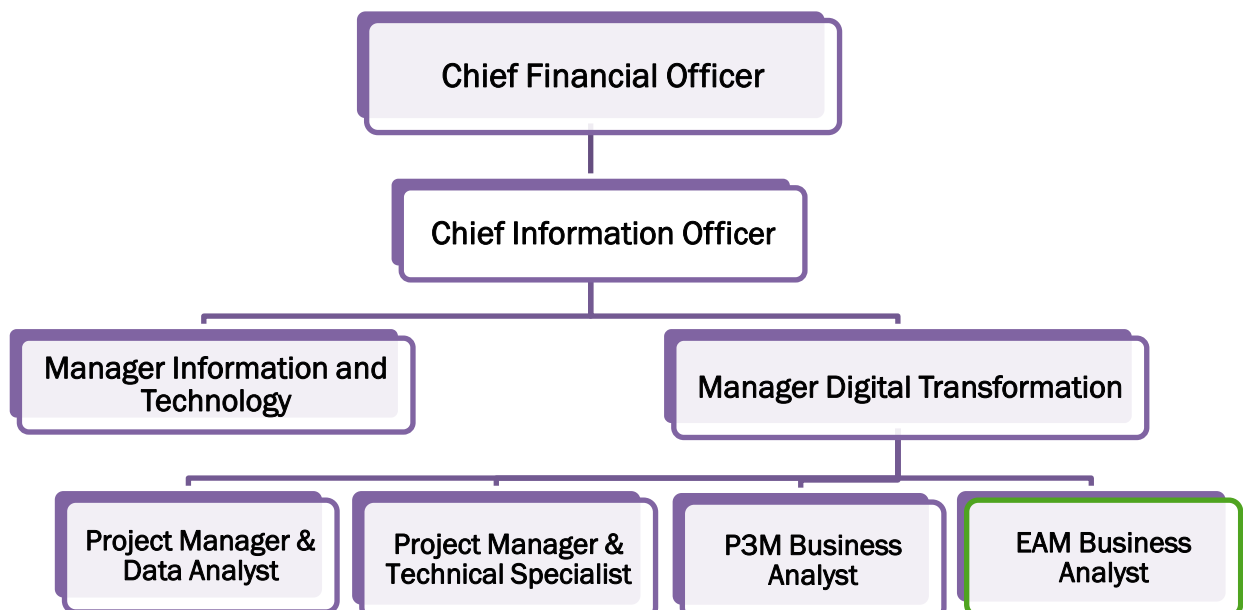 Chief Financial Officer
Chief Information Officer
Manager Information and
Technology
Manager Digital Transformation
Project Manager &
Data Analyst
Project Manager &
Technical Specialist
P3M Business
Analyst
EAM Business
Analyst